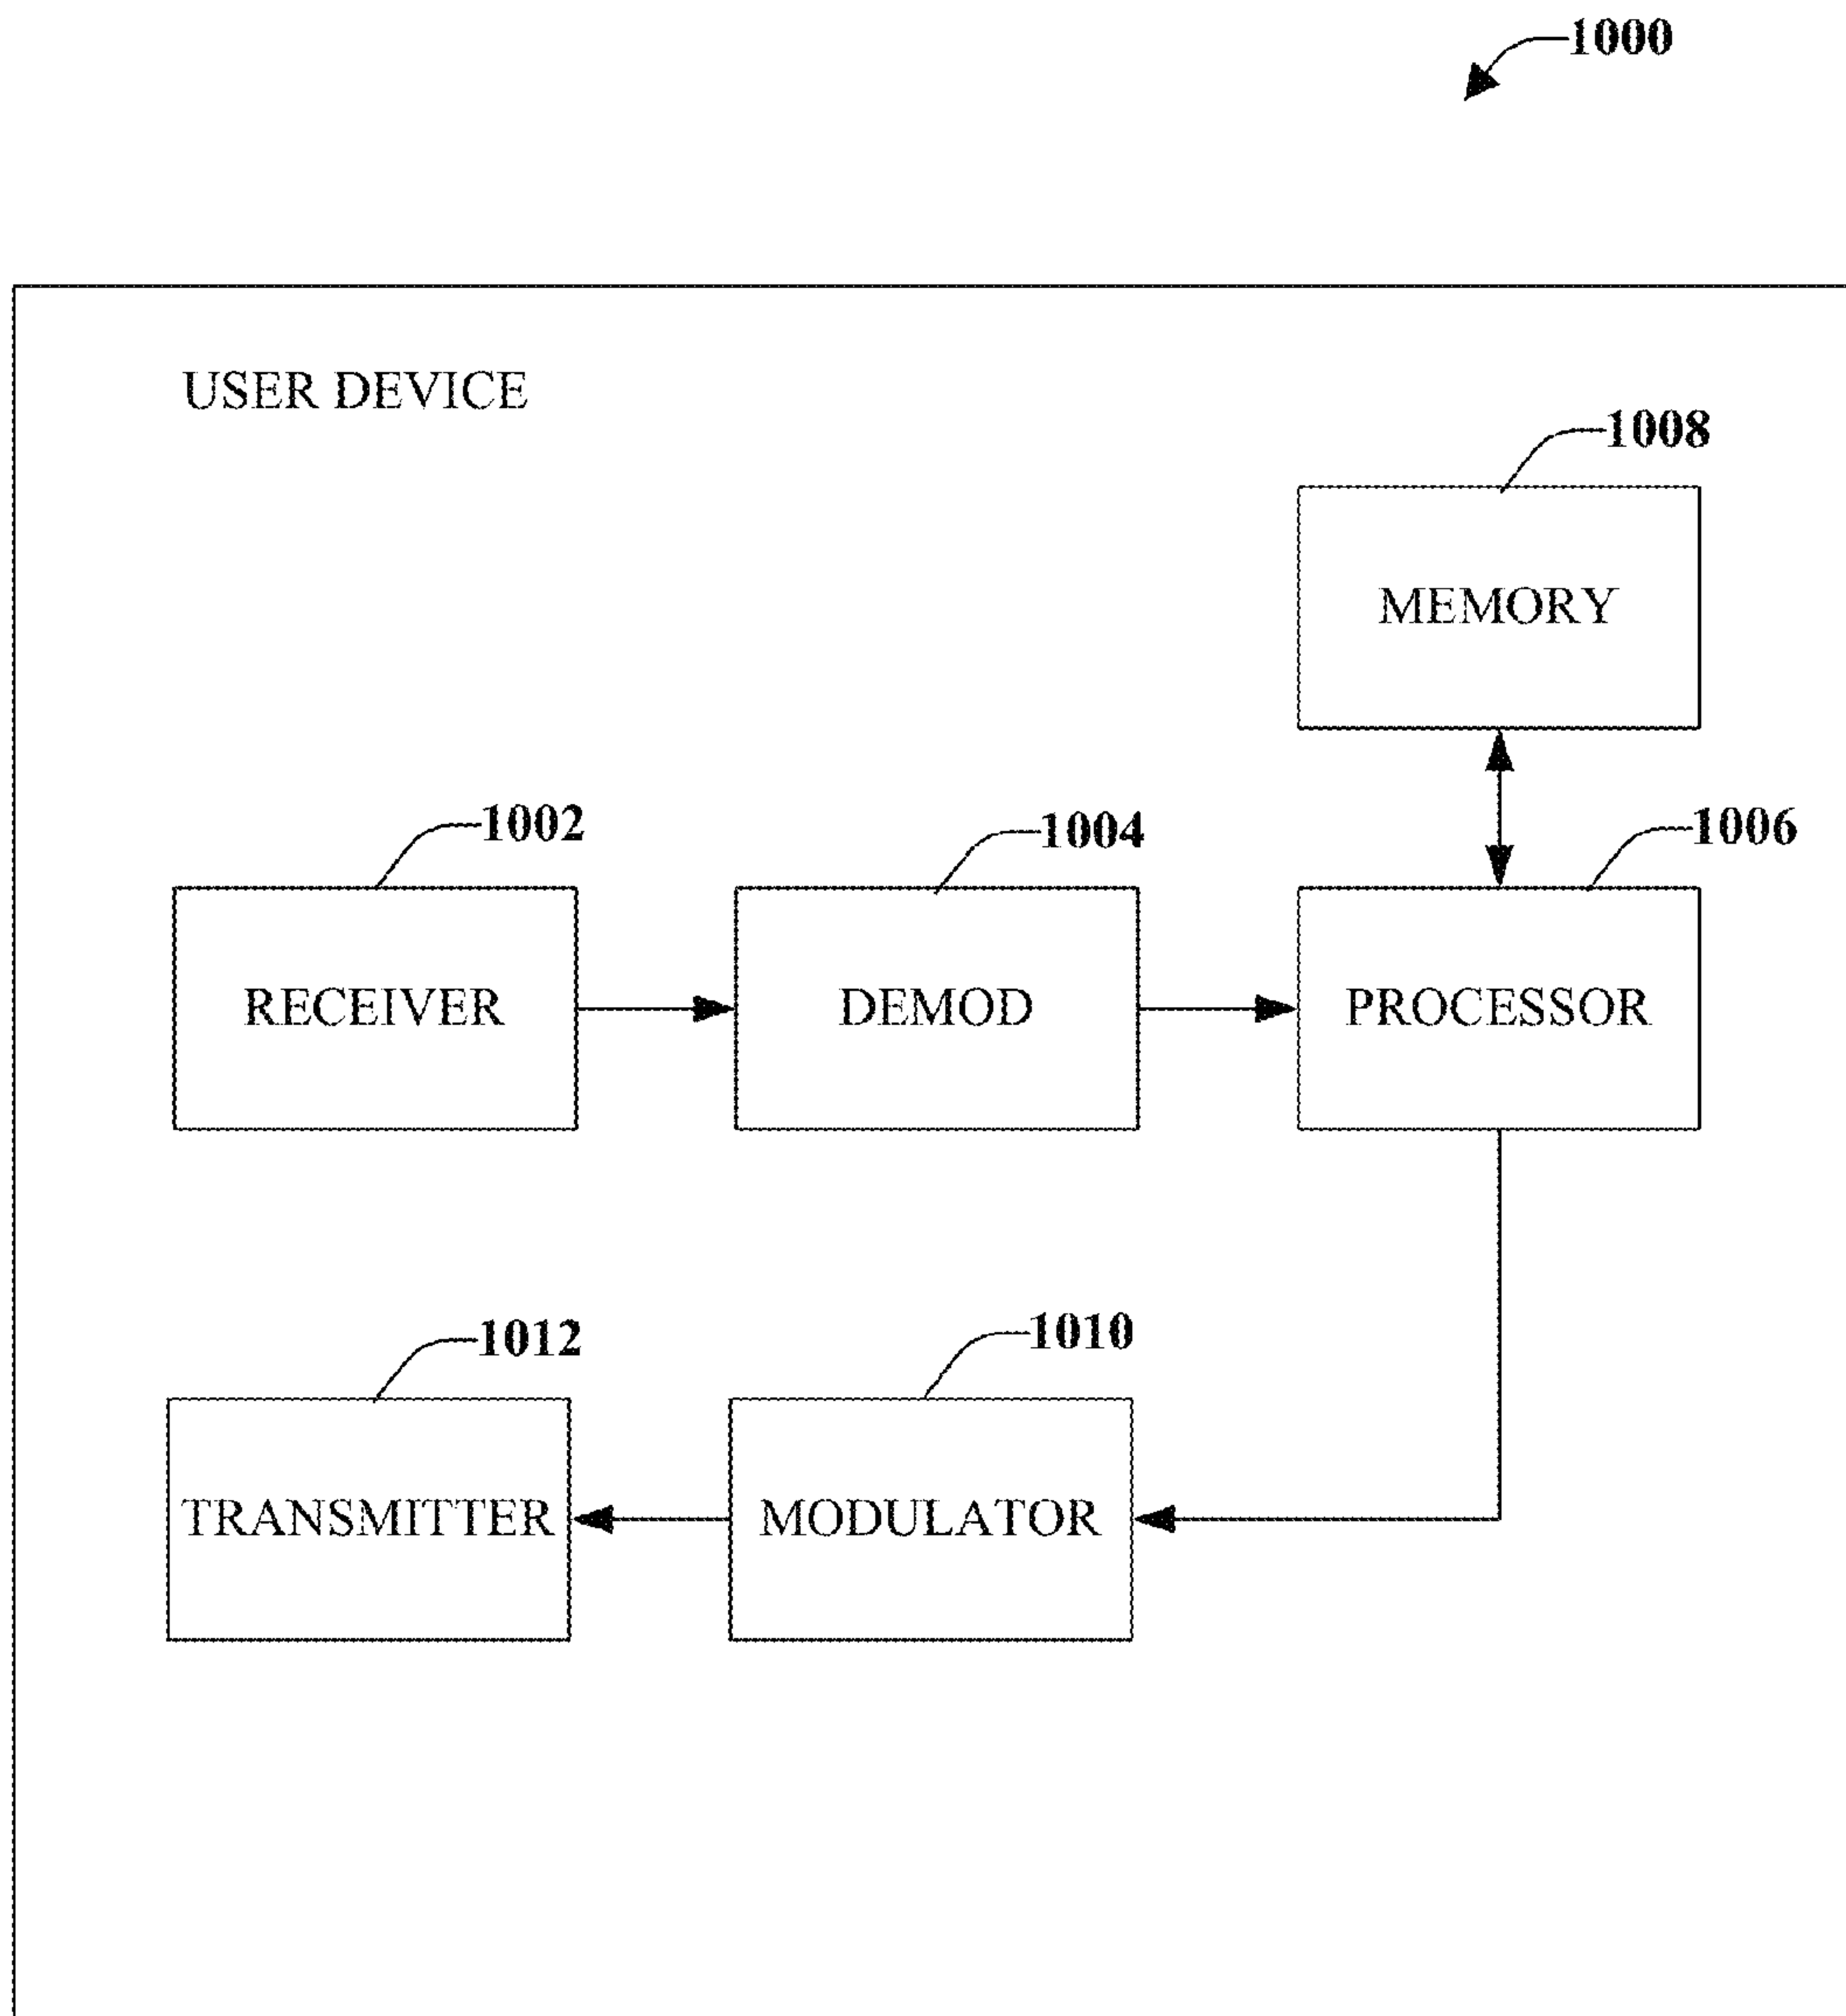 1000
USER DEVICE
1008
MEMORY
1002
1004
1006
RECEIVER
DEMOD
PROCESSOR
1012
1010
TRANSMITTER
MODULATOR